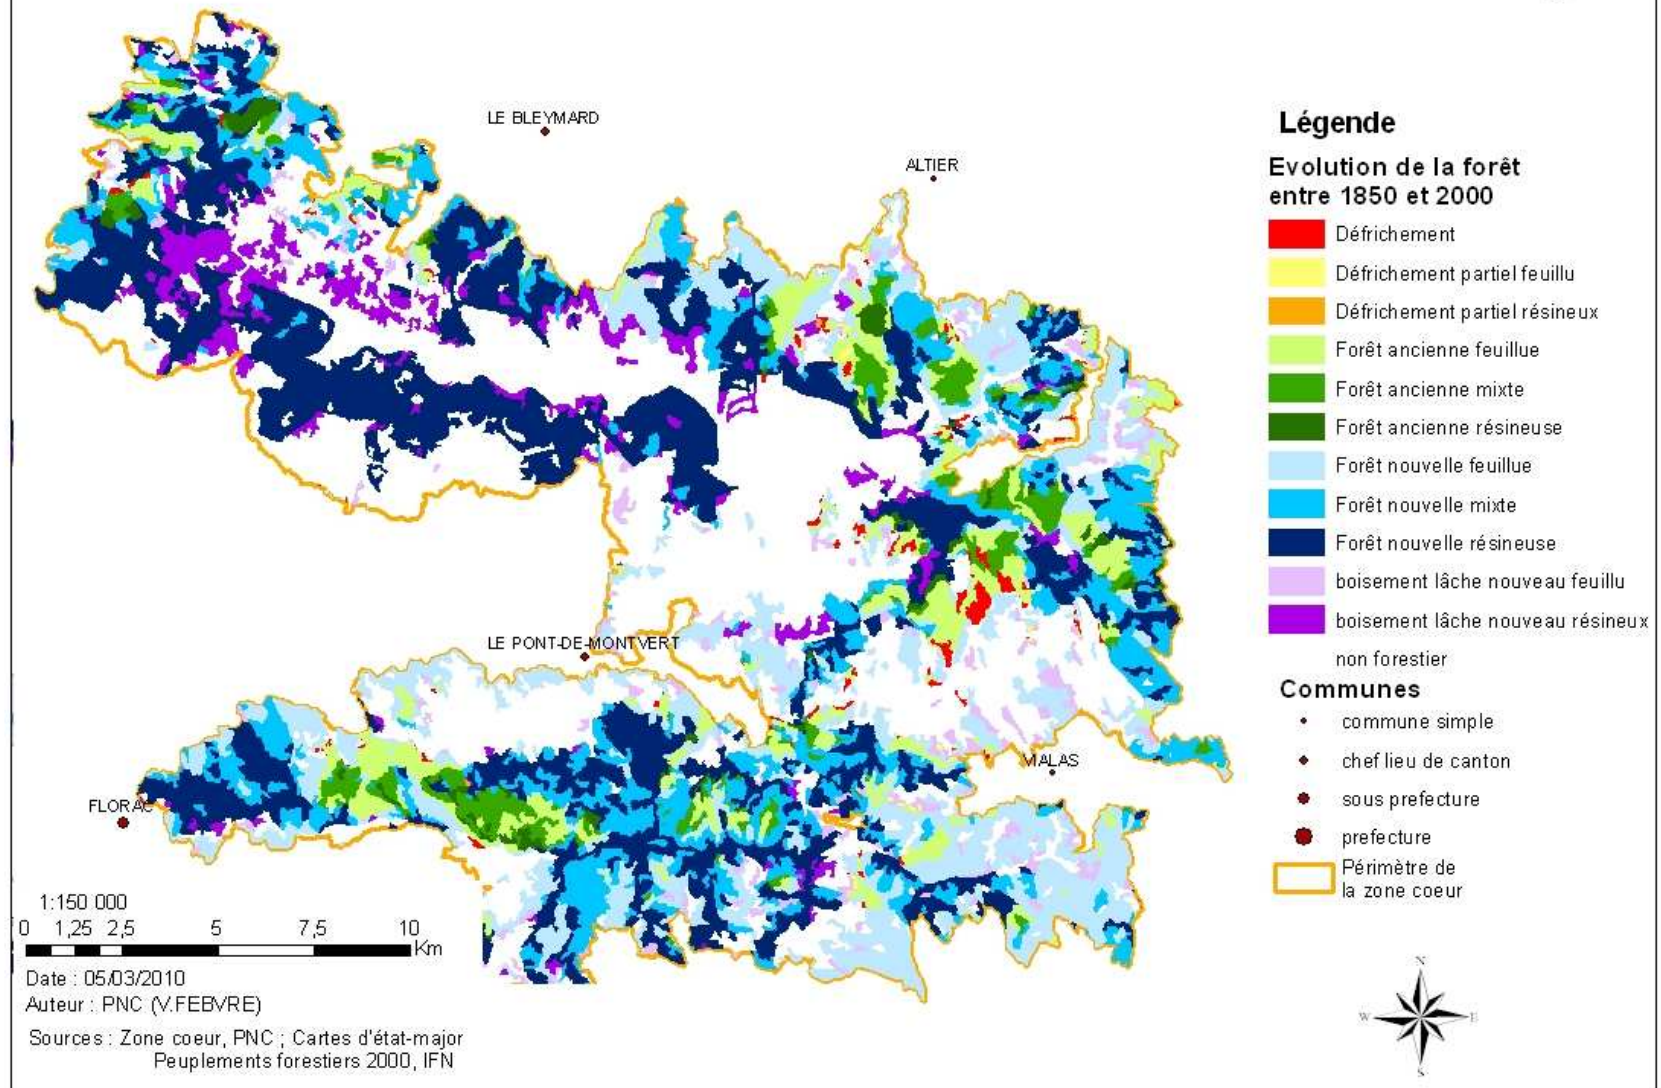 LE BLEYMARD
ALTIER
LE PONT-DE-MONTVERT
VIALAS
FLORAC
Légende
Evolution de la forêt
entre 1850 et 2000
Défrichement
Défrichement partiel feuillu
Défrichement partiel résineux
Forêt ancienne feuillue
Forêt ancienne mixte
Forêt ancienne résineuse
Forêt nouvelle feuillue
Forêt nouvelle mixte
Forêt nouvelle résineuse
boisement lâche nouveau feuillu
boisement lâche nouveau résineux
non forestier
Communes
commune simple
chef lieu de canton
sous prefecture
prefecture
Périmètre de
la zone coeur
1:150 000
0 1,25 2,5 5 7,5 10
Km
Date : 05/03/2010
Auteur : PNC (V.FEBVRE)
Sources : Zone coeur, PNC ; Cartes d'état-major
Peuplements forestiers 2000, IFN
N
W E
S